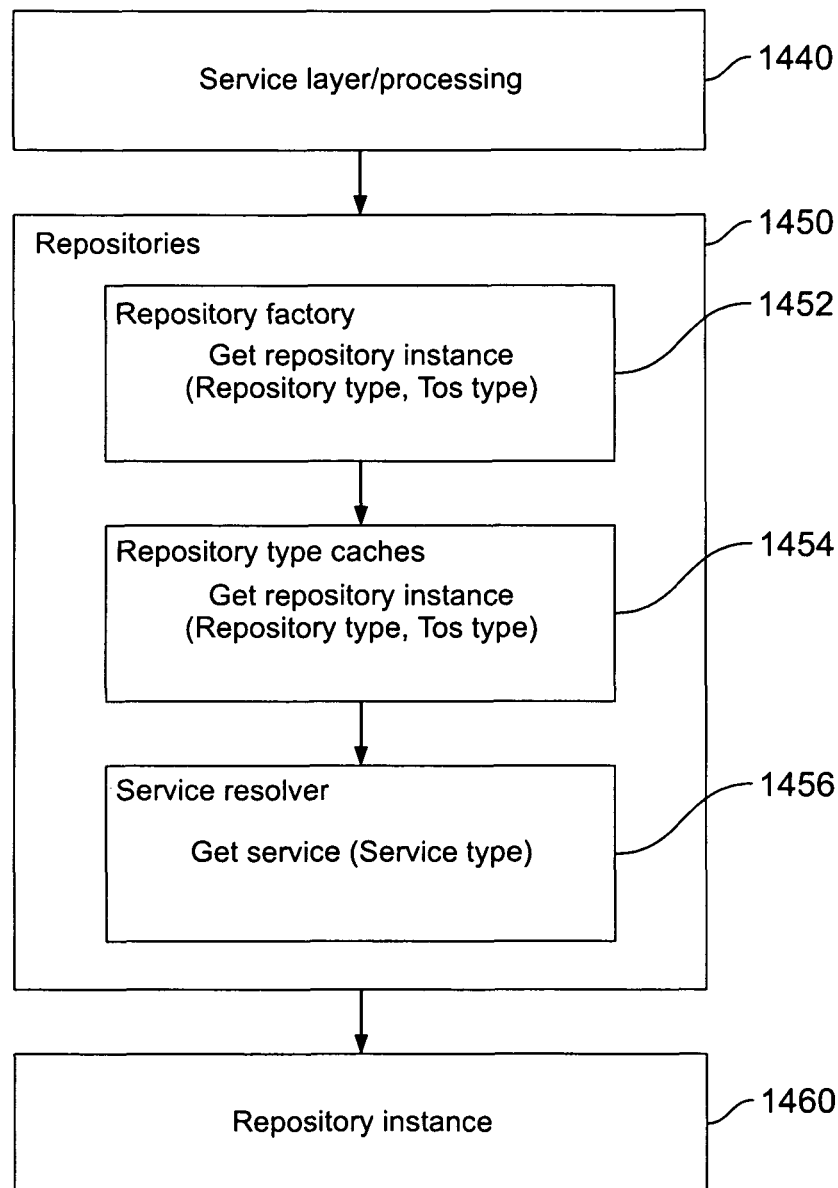 Service layer/processing
1440
Repositories
1450
Repository factory
Get repository instance
(Repository type, Tos type)
1452
Repository type caches
Get repository instance
(Repository type, Tos type)
1454
Service resolver
Get service (Service type)
1456
Repository instance
1460